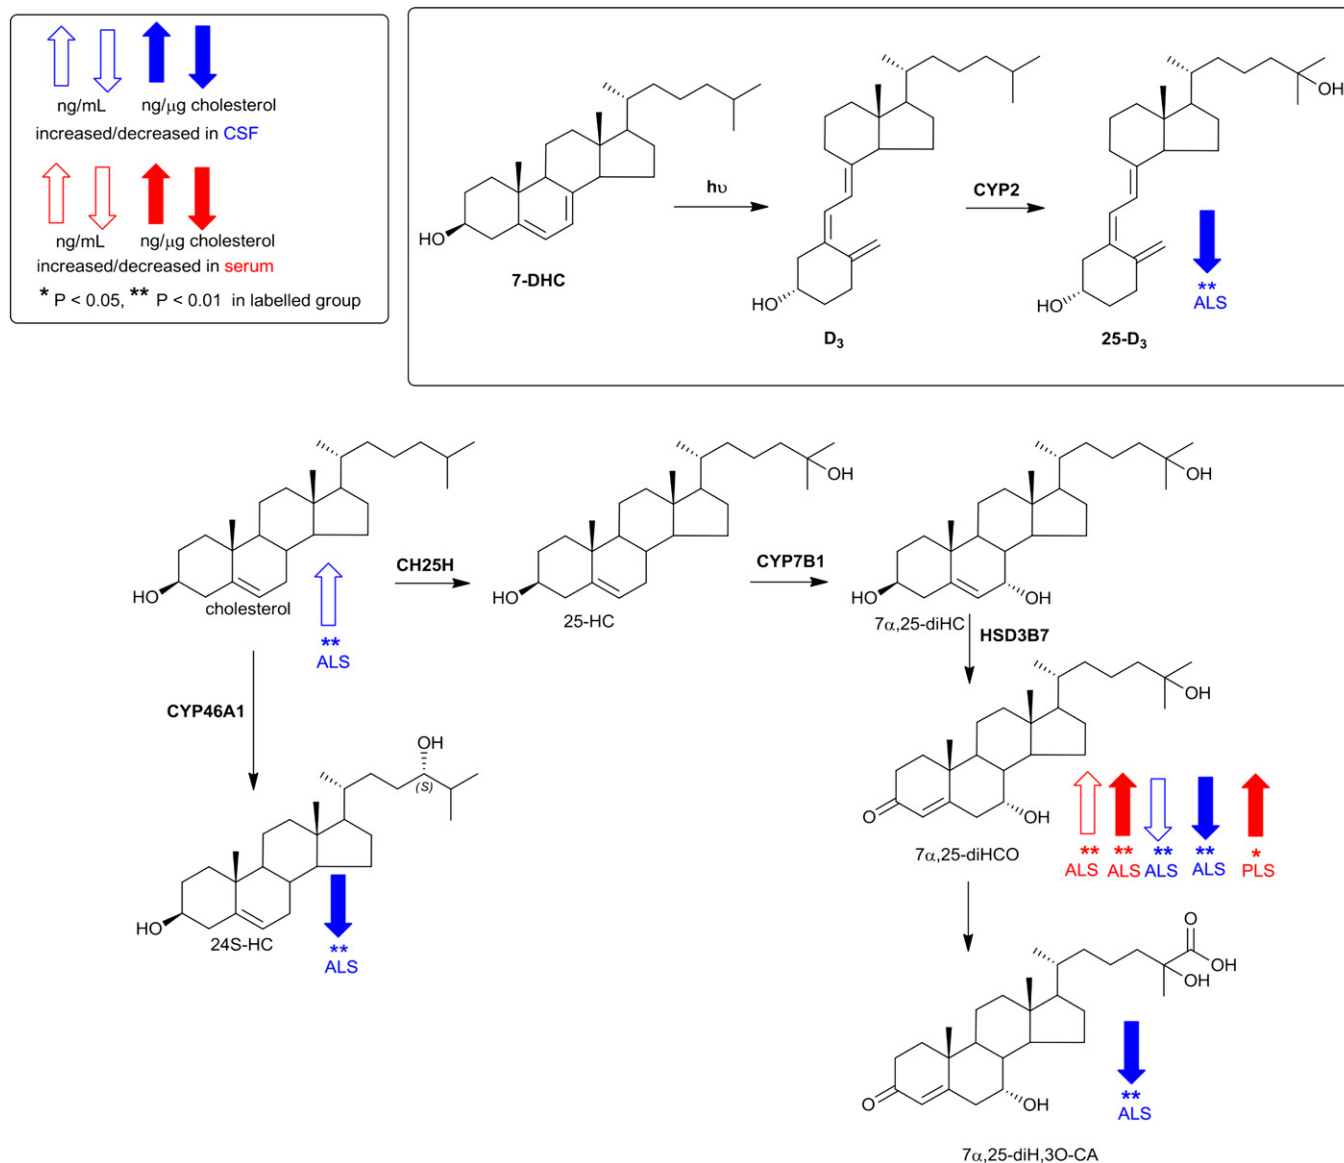 ng/mL ng/µg cholesterol
increased/decreased in CSF
ng/mL ng/µg cholesterol
increased/decreased in serum
* P < 0.05, ** P < 0.01 in labelled group
HO
7-DHC
hυ
HO
D₃
CYP2
OH
HO
25-D₃
**
ALS
HO
cholesterol
**
ALS
CH25H
OH
HO
25-HC
CYP7B1
OH
HO
OH
7α,25-diHC
HSD3B7
CYP46A1
OH
(S)
HO
24S-HC
**
ALS
OH
O
OH
7α,25-diHCO
** ** ** ** *
ALS ALS ALS ALS PLS
O
OH
OH
O
OH
7α,25-diH,3O-CA
**
ALS